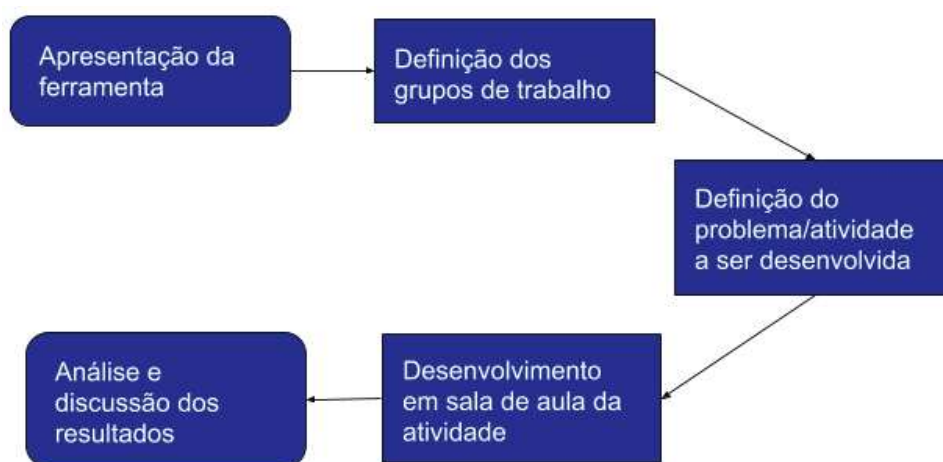 Apresentação da
ferramenta
Definição dos
grupos de trabalho
Definição do
problema/atividade
a ser desenvolvida
Desenvolvimento
em sala de aula da
atividade
Análise e
discussão dos
resultados